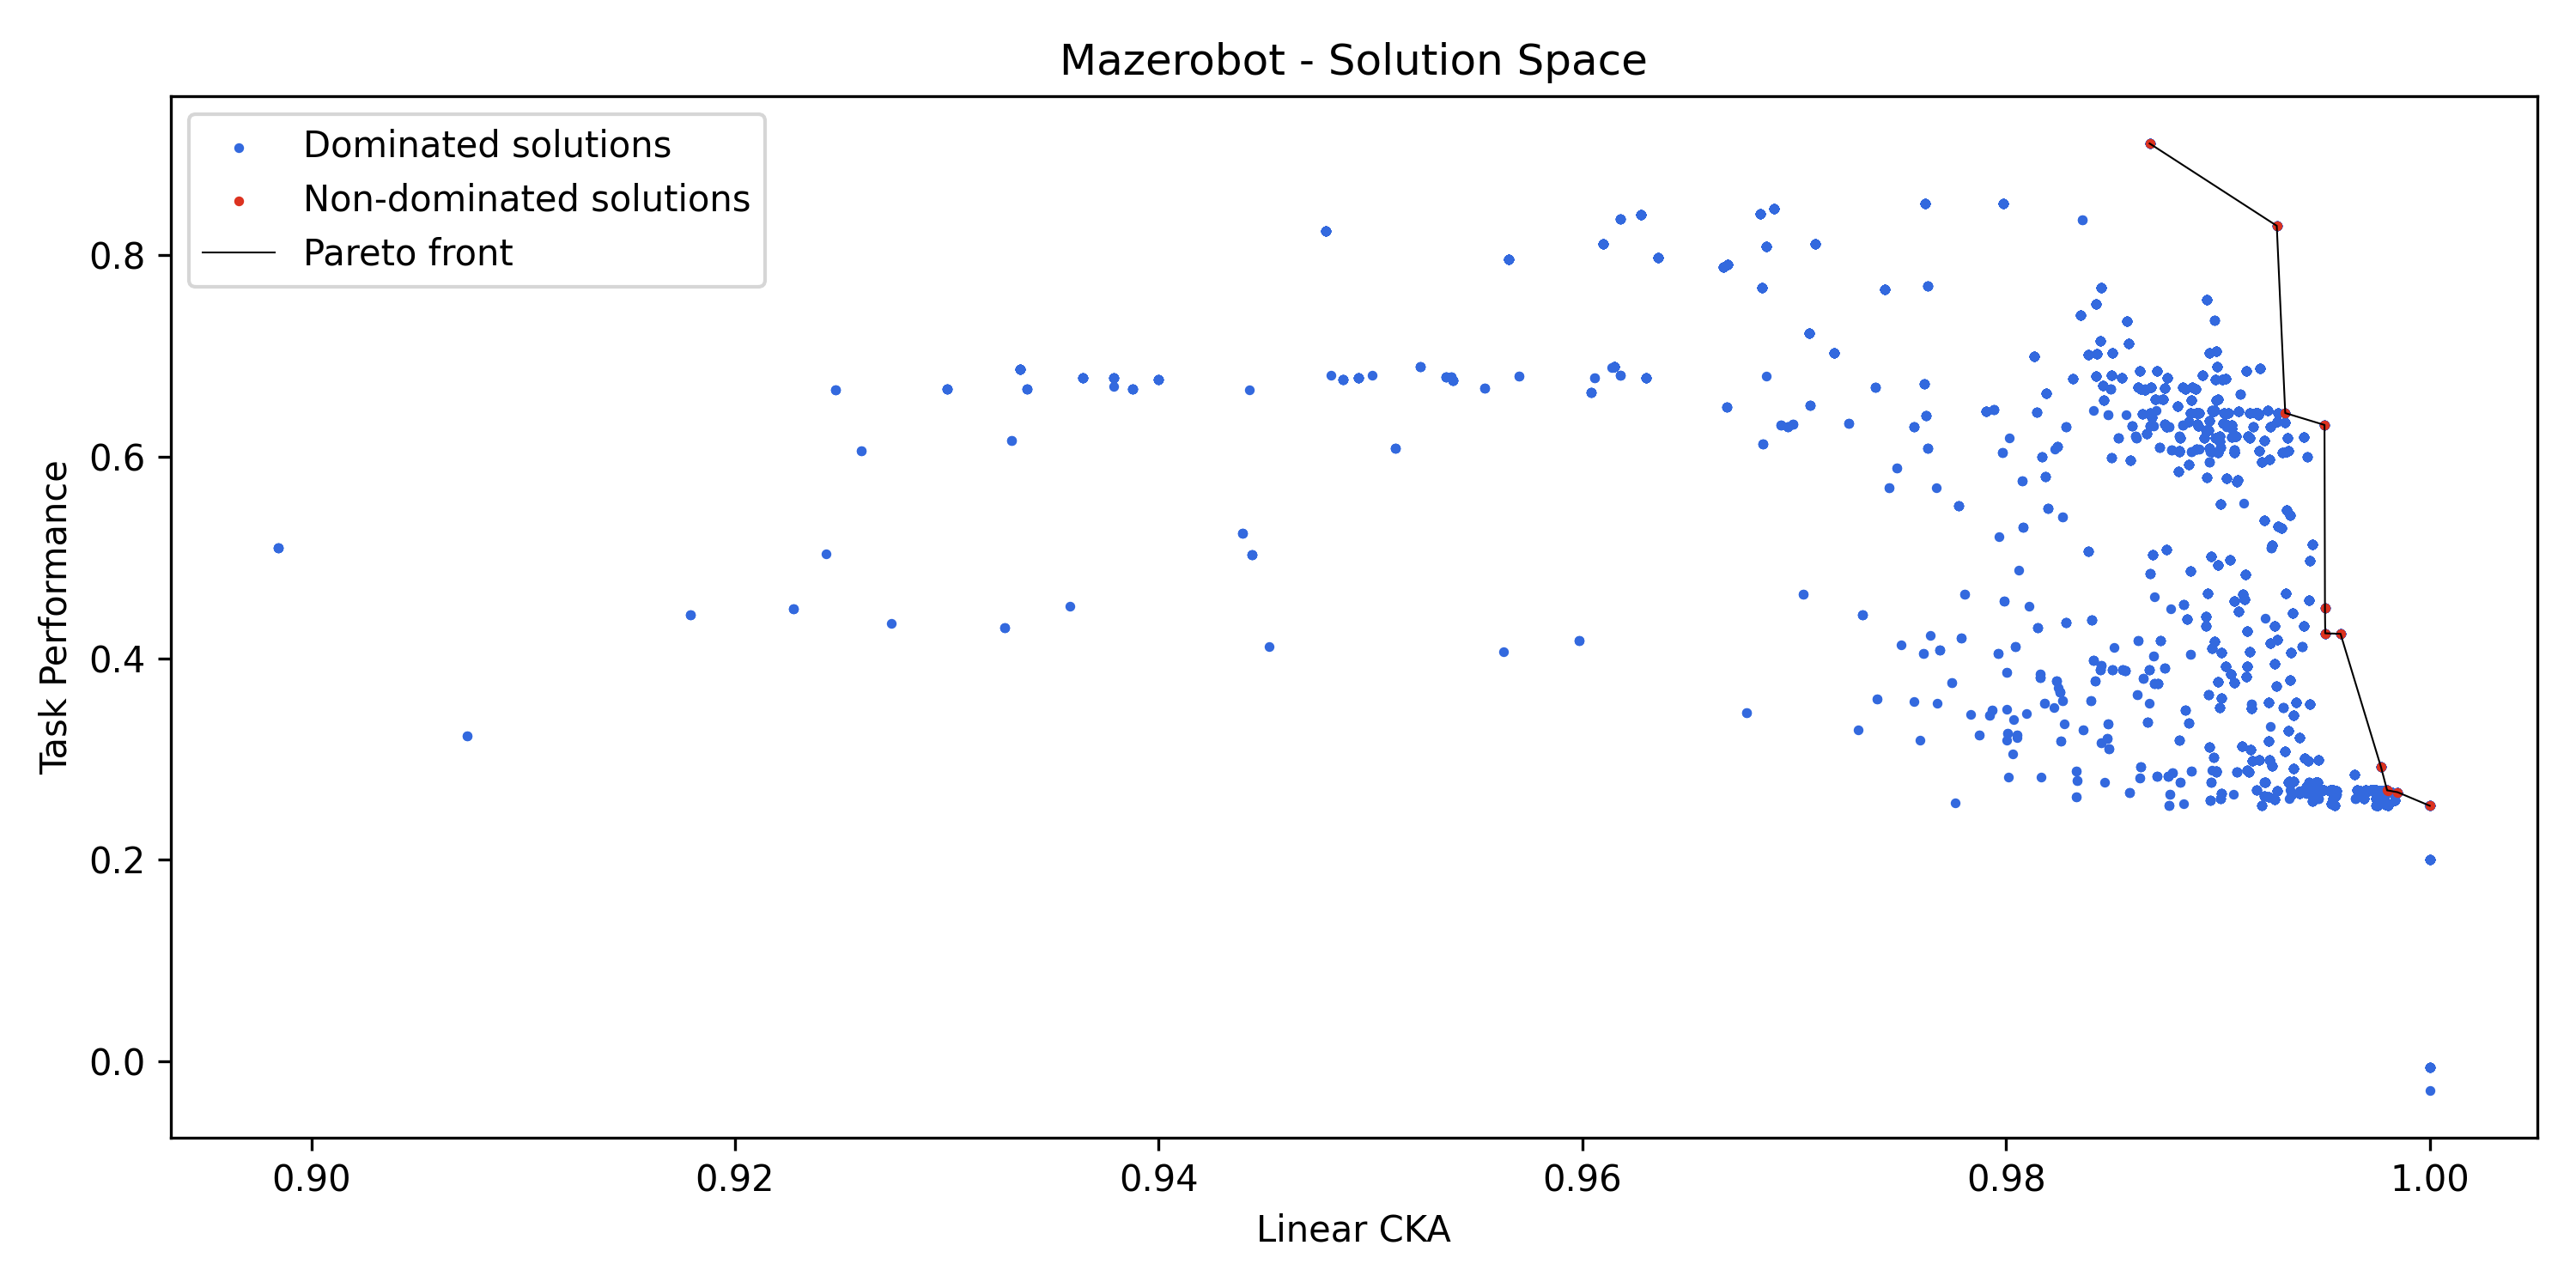 Mazerobot - Solution Space
Dominated solutions
Non-dominated solutions
Pareto front
Task Performance
0.8
0.6
0.4
0.2
0.0
0.90 0.92 0.94 0.96 0.98 1.00
Linear CKA